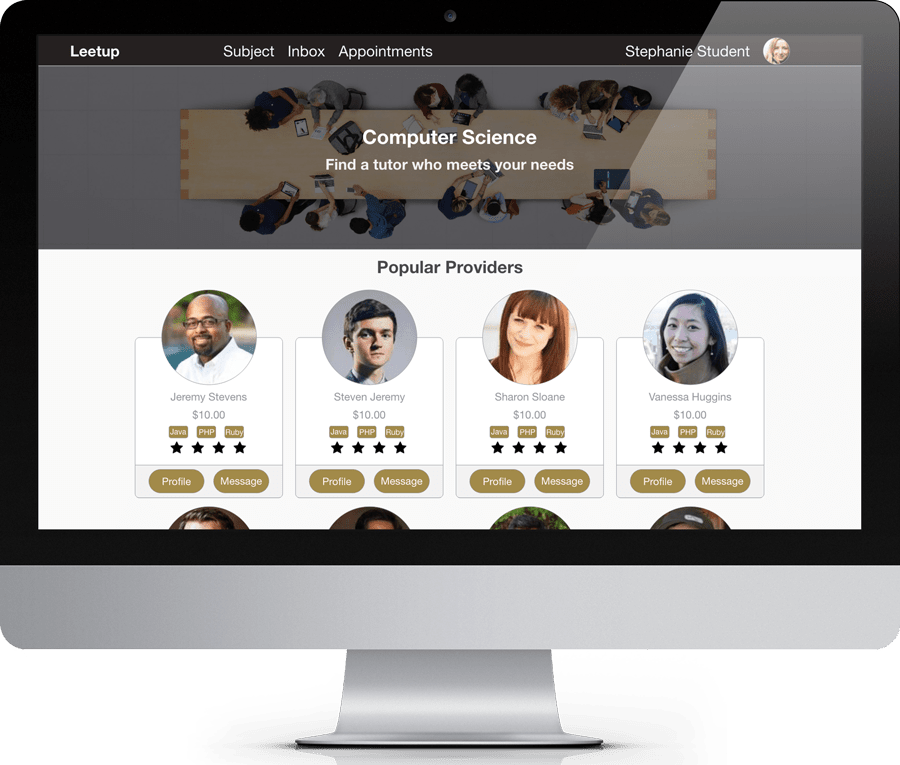 Leetup Subject Inbox Appointments Stephanie Student
Computer Science
Find a tutor who meets your needs
Popular Providers
Jeremy Stevens Steven Jeremy Sharon Sloane Vanessa Huggins
$10.00 $10.00 $10.00 $10.00
Java PHP Ruby Java PHP Ruby Java PHP Ruby Java PHP Ruby
Profile Message Profile Message Profile Message Profile Message